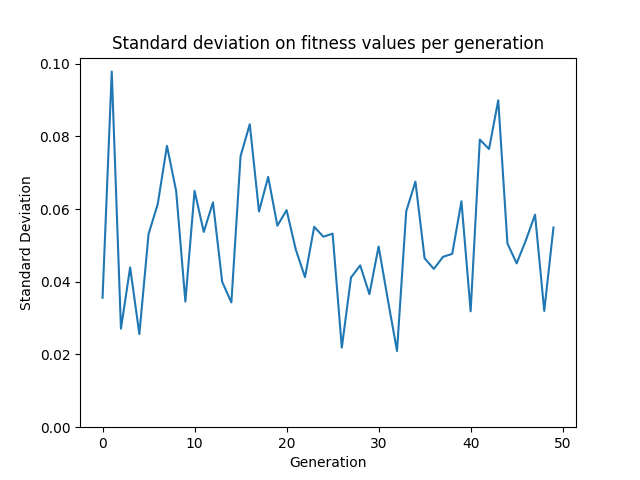 Standard deviation on fitness values per generation
0.10
0.08
0.06
0.04
0.02
0.00
Standard Deviation
0 10 20 30 40 50
Generation